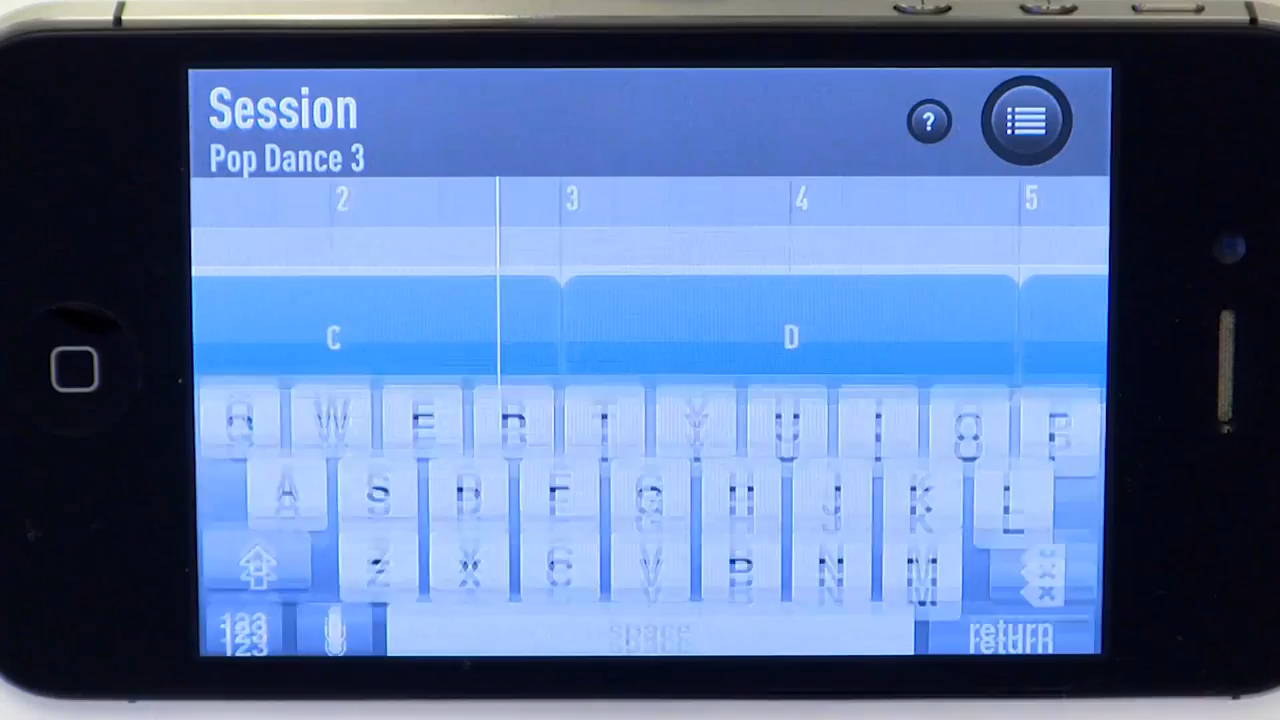 Session
?
Pop Dance 3
2 3 4 5
C D
Q W E R T Y U I O P
A S D F G H J K L
Z X C V B N M
123 space return